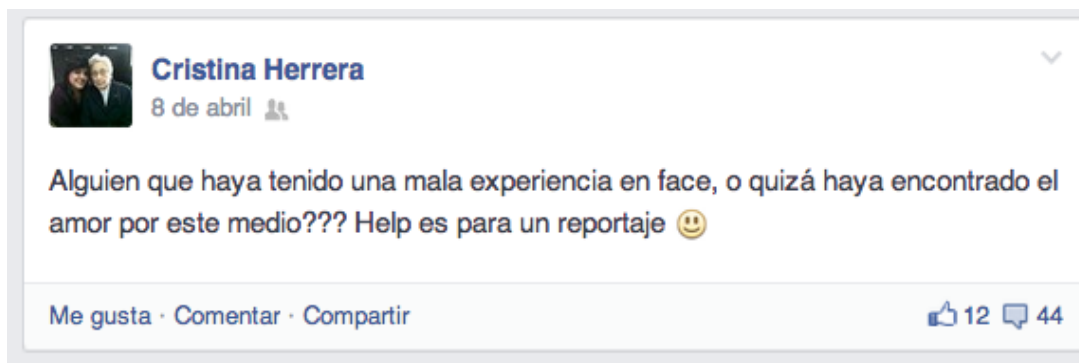 Cristina Herrera
8 de abril
Alguien que haya tenido una mala experiencia en face, o quizá haya encontrado el
amor por este medio??? Help es para un reportaje
Me gusta · Comentar · Compartir 12 44